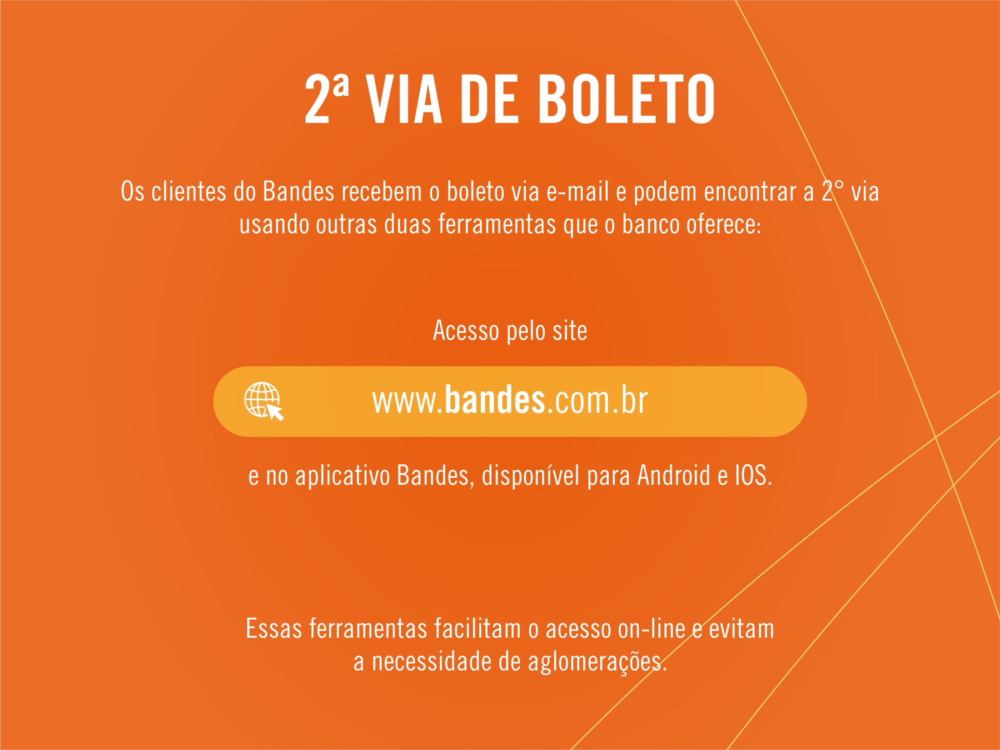 2ª VIA DE BOLETO
Os clientes do Bandes recebem o boleto via e-mail e podem encontrar a 2° via
usando outras duas ferramentas que o banco oferece:
Acesso pelo site
www.bandes.com.br
e no aplicativo Bandes, disponível para Android e IOS.
Essas ferramentas facilitam o acesso on-line e evitam
a necessidade de aglomerações.